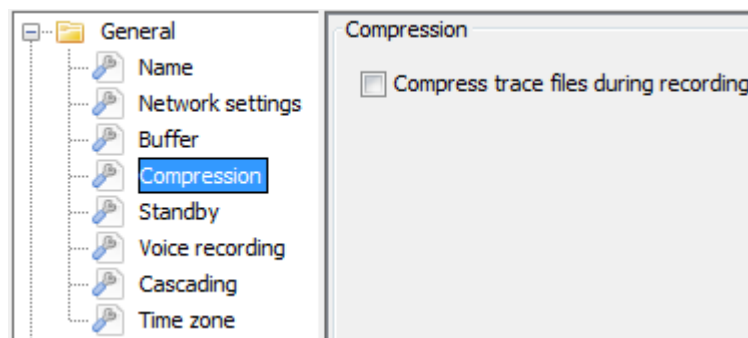 General
Name
Network settings
Buffer
Compression
Standby
Voice recording
Cascading
Time zone
Compression
Compress trace files during recording